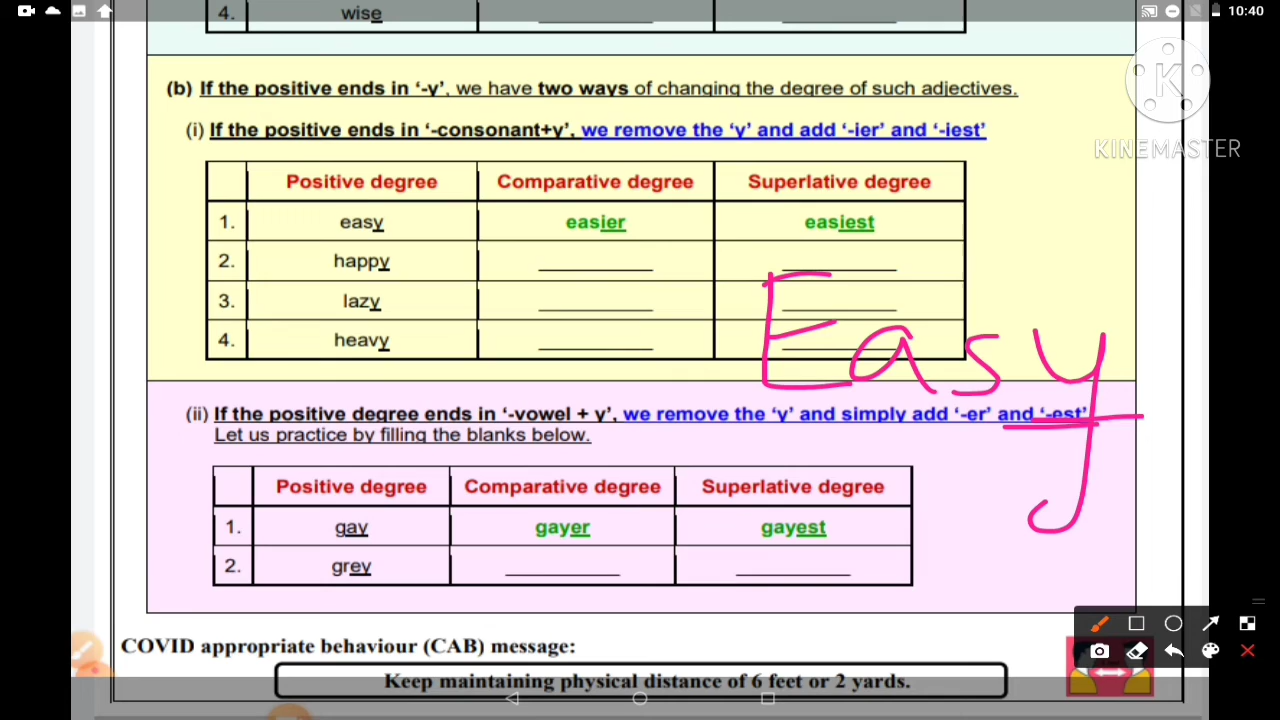 10:40
4. wise
(b) If the positive ends in ‘-y’, we have two ways of changing the degree of such adjectives.
KINEMASTER
(i) If the positive ends in ‘-consonant+y’, we remove the ‘y’ and add ‘-ier’ and ‘-iest’
Positive degree Comparative degree Superlative degree
1. easy easier easiest
2. happy
3. lazy
4. heavy
Easy
(ii) If the positive degree ends in ‘-vowel + y’, we remove the ‘y’ and simply add ‘-er’ and ‘-est’
Let us practice by filling the blanks below.
Positive degree Comparative degree Superlative degree
1. gay gayer gayest
2. grey
COVID appropriate behaviour (CAB) message:
Keep maintaining physical distance of 6 feet or 2 yards.